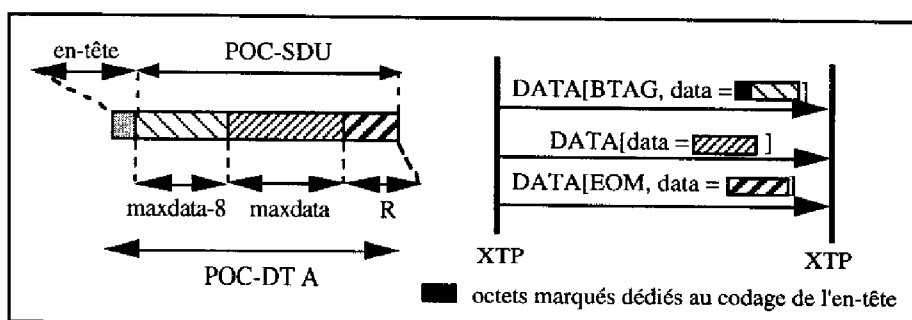 en-tête
POC-SDU
maxdata-8
maxdata
R
POC-DT A
DATA[BTAG, data = ]
DATA[data = ]
DATA[EOM, data = ]
XTP
XTP
octets marqués dédiés au codage de l'en-tête